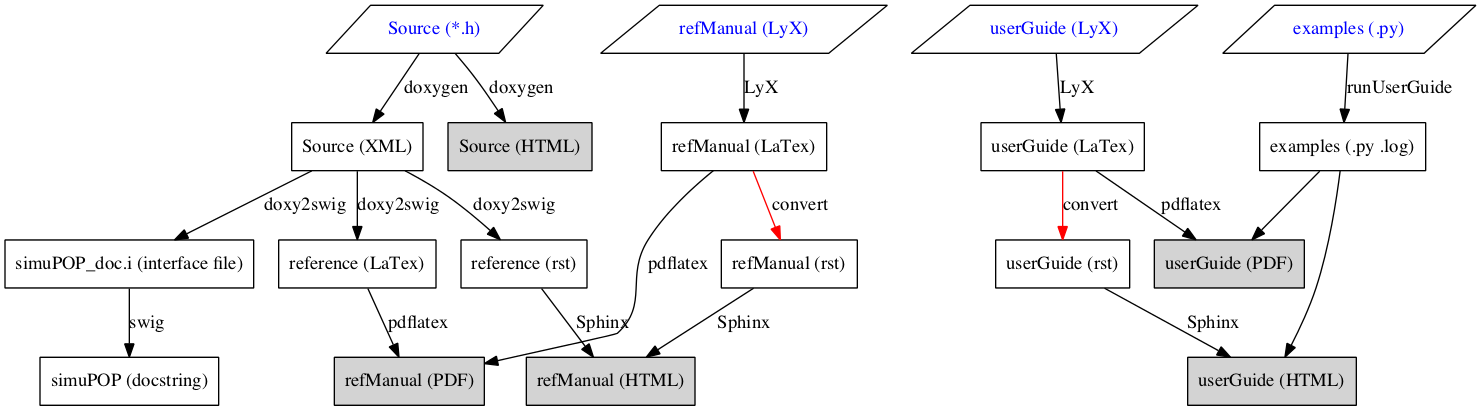 Source (*.h)
refManual (LyX)
userGuide (LyX)
examples (.py)
doxygen
doxygen
LyX
LyX
runUserGuide
Source (XML)
Source (HTML)
refManual (LaTex)
userGuide (LaTex)
examples (.py .log)
doxy2swig
doxy2swig
doxy2swig
convert
convert
pdflatex
simuPOP_doc.i (interface file)
reference (LaTex)
reference (rst)
pdflatex
refManual (rst)
userGuide (rst)
userGuide (PDF)
swig
pdflatex
Sphinx
Sphinx
Sphinx
simuPOP (docstring)
refManual (PDF)
refManual (HTML)
userGuide (HTML)